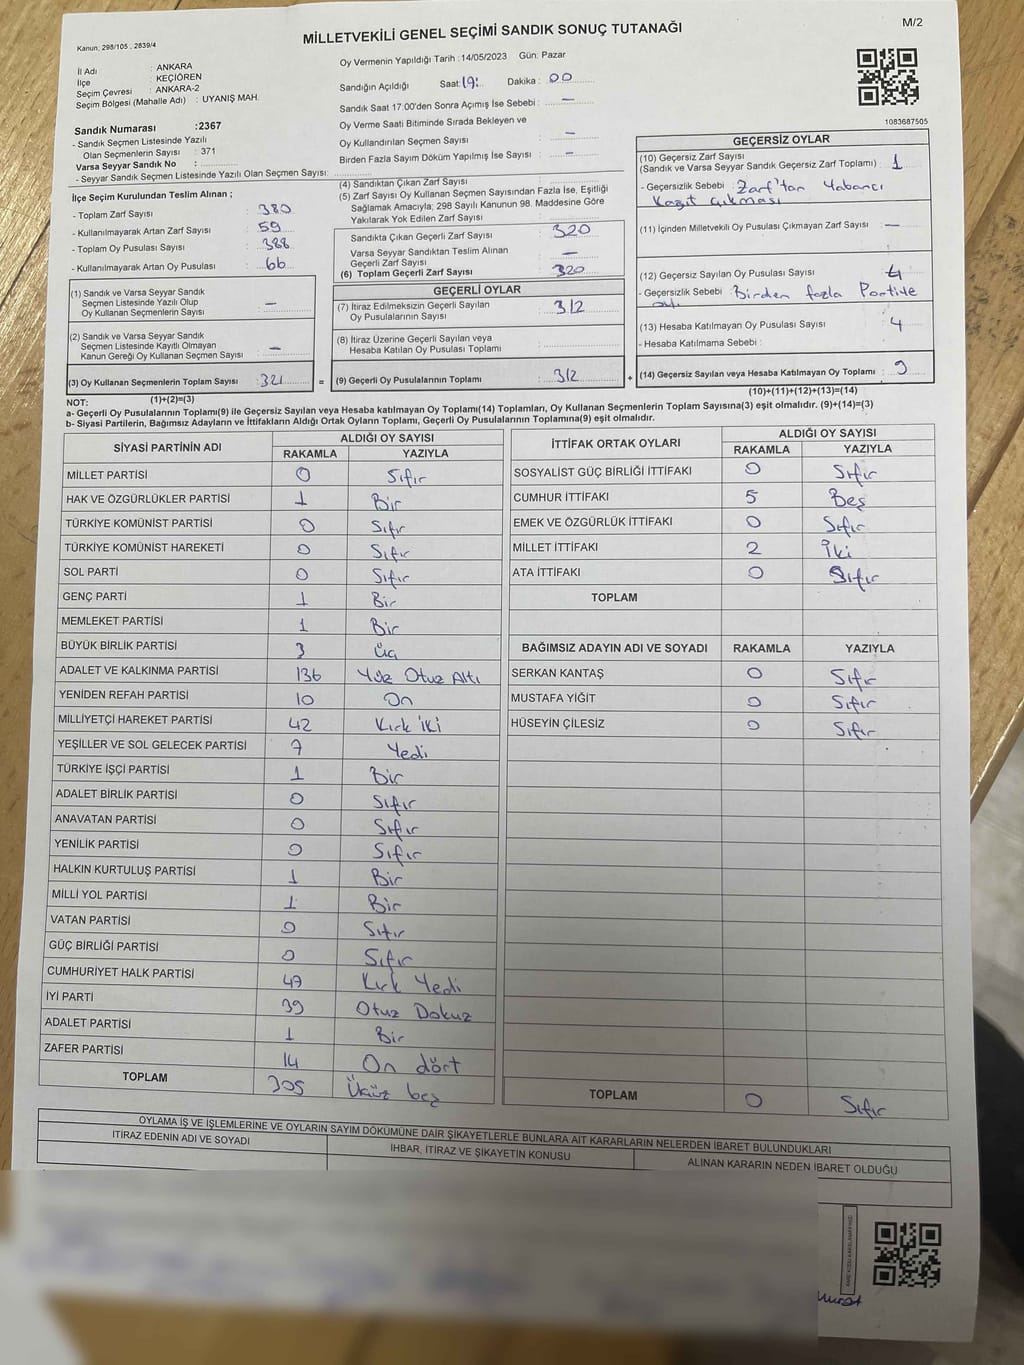 MİLLETVEKİLİ GENEL SEÇİMİ SANDIK SONUÇ TUTANAĞI
M/2
Kanun; 298/105 , 2839/4
İl Adı : ANKARA
İlçe : KEÇİÖREN
Seçim Çevresi : ANKARA-2
Seçim Bölgesi (Mahalle Adı) : UYANIŞ MAH.
Oy Vermenin Yapıldığı Tarih :14/05/2023 Gün: Pazar
Sandığın Açıldığı Saat:19: Dakika : 00
Sandık Saat 17:00'den Sonra Açımış İse Sebebi : —
Oy Verme Saati Bitiminde Sırada Bekleyen ve
Oy Kullandırılan Seçmen Sayısı : —
Birden Fazla Sayım Döküm Yapılmış İse Sayısı : —
1083687505
Sandık Numarası :2367
- Sandık Seçmen Listesinde Yazılı
Olan Seçmenlerin Sayısı : 371
Varsa Seyyar Sandık No :
- Seyyar Sandık Seçmen Listesinde Yazılı Olan Seçmen Sayısı:
İlçe Seçim Kurulundan Teslim Alınan ;
- Toplam Zarf Sayısı : 380
- Kullanılmayarak Artan Zarf Sayısı : 59
- Toplam Oy Pusulası Sayısı : 388
- Kullanılmayarak Artan Oy Pusulası : 66
(1) Sandık ve Varsa Seyyar Sandık
Seçmen Listesinde Yazılı Olup
Oy Kullanan Seçmenlerin Sayısı : —
(2) Sandık ve Varsa Seyyar Sandık
Seçmen Listesinde Kayıtlı Olmayan
Kanun Gereği Oy Kullanan Seçmen Sayısı : —
(3) Oy Kullanan Seçmenlerin Toplam Sayısı :321 =
(1)+(2)=(3)
(4) Sandıktan Çıkan Zarf Sayısı :
(5) Zarf Sayısı Oy Kullanan Seçmen Sayısından Fazla İse, Eşitliği
Sağlamak Amacıyla; 298 Sayılı Kanunun 98. Maddesine Göre
Yakılarak Yok Edilen Zarf Sayısı :
Sandıkta Çıkan Geçerli Zarf Sayısı : 320
Varsa Seyyar Sandıktan Teslim Alınan
Geçerli Zarf Sayısı : —
(6) Toplam Geçerli Zarf Sayısı : 320
GEÇERLİ OYLAR
(7) İtiraz Edilmeksizin Geçerli Sayılan
Oy Pusulalarının Sayısı : 312
(8) İtiraz Üzerine Geçerli Sayılan veya
Hesaba Katılan Oy Pusulası Toplamı :
(9) Geçerli Oy Pusulalarının Toplamı : 312 +
GEÇERSİZ OYLAR
(10) Geçersiz Zarf Sayısı
(Sandık ve Varsa Seyyar Sandık Geçersiz Zarf Toplamı) : 1
- Geçersizlik Sebebi : Zarf'tan Yabancı
Kağıt çıkması
(11) İçinden Milletvekili Oy Pusulası Çıkmayan Zarf Sayısı : —
(12) Geçersiz Sayılan Oy Pusulası Sayısı : 4
- Geçersizlik Sebebi : Birden fazla Partiye
oy
(13) Hesaba Katılmayan Oy Pusulası Sayısı : 4
- Hesaba Katılmama Sebebi :
(14) Geçersiz Sayılan veya Hesaba Katılmayan Oy Toplamı : 9
(10)+(11)+(12)+(13)=(14)
NOT:
a- Geçerli Oy Pusulalarının Toplamı(9) ile Geçersiz Sayılan veya Hesaba katılmayan Oy Toplamı(14) Toplamları, Oy Kullanan Seçmenlerin Toplam Sayısına(3) eşit olmalıdır. (9)+(14)=(3)
b- Siyasi Partilerin, Bağımsız Adayların ve İttifakların Aldığı Oyların Toplamı, Geçerli Oy Pusulalarının Toplamına(9) eşit olmalıdır.
SİYASİ PARTİNİN ADI ALDIĞI OY SAYISI
RAKAMLA YAZIYLA
MİLLET PARTİSİ 0 Sıfır
HAK VE ÖZGÜRLÜKLER PARTİSİ 1 Bir
TÜRKİYE KOMÜNİST PARTİSİ 0 Sıfır
TÜRKİYE KOMÜNİST HAREKETİ 0 Sıfır
SOL PARTİ 0 Sıfır
GENÇ PARTİ 1 Bir
MEMLEKET PARTİSİ 1 Bir
BÜYÜK BİRLİK PARTİSİ 3 Üç
ADALET VE KALKINMA PARTİSİ 136 Yüz Otuz Altı
YENİDEN REFAH PARTİSİ 10 On
MİLLİYETÇİ HAREKET PARTİSİ 42 Kırk iki
YEŞİLLER VE SOL GELECEK PARTİSİ 7 Yedi
TÜRKİYE İŞÇİ PARTİSİ 1 Bir
ADALET BİRLİK PARTİSİ 0 Sıfır
ANAVATAN PARTİSİ 0 Sıfır
YENİLİK PARTİSİ 0 Sıfır
HALKIN KURTULUŞ PARTİSİ 1 Bir
MİLLİ YOL PARTİSİ 1 Bir
VATAN PARTİSİ 0 Sıfır
GÜÇ BİRLİĞİ PARTİSİ 0 Sıfır
CUMHURİYET HALK PARTİSİ 47 Kırk Yedi
İYİ PARTİ 39 Otuz Dokuz
ADALET PARTİSİ 1 Bir
ZAFER PARTİSİ 14 On dört
TOPLAM 305 Üçyüz beş
İTTİFAK ORTAK OYLARI ALDIĞI OY SAYISI
RAKAMLA YAZIYLA
SOSYALİST GÜÇ BİRLİĞİ İTTİFAKI 0 Sıfır
CUMHUR İTTİFAKI 5 Beş
EMEK VE ÖZGÜRLÜK İTTİFAKI 0 Sıfır
MİLLET İTTİFAKI 2 İki
ATA İTTİFAKI 0 Sıfır
TOPLAM
BAĞIMSIZ ADAYIN ADI VE SOYADI RAKAMLA YAZIYLA
SERKAN KANTAŞ 0 Sıfır
MUSTAFA YİĞİT 0 Sıfır
HÜSEYİN ÇİLESİZ 0 Sıfır
TOPLAM 0 Sıfır
OYLAMA İŞ VE İŞLEMLERİNE VE OYLARIN SAYIM DÖKÜMÜNE DAİR ŞİKAYETLERLE BUNLARA AİT KARARLARIN NELERDEN İBARET BULUNDUKLARI
İTİRAZ EDENİN ADI VE SOYADI İHBAR, İTİRAZ VE ŞİKAYETİN KONUSU ALINAN KARARIN NEDEN İBARET OLDUĞU